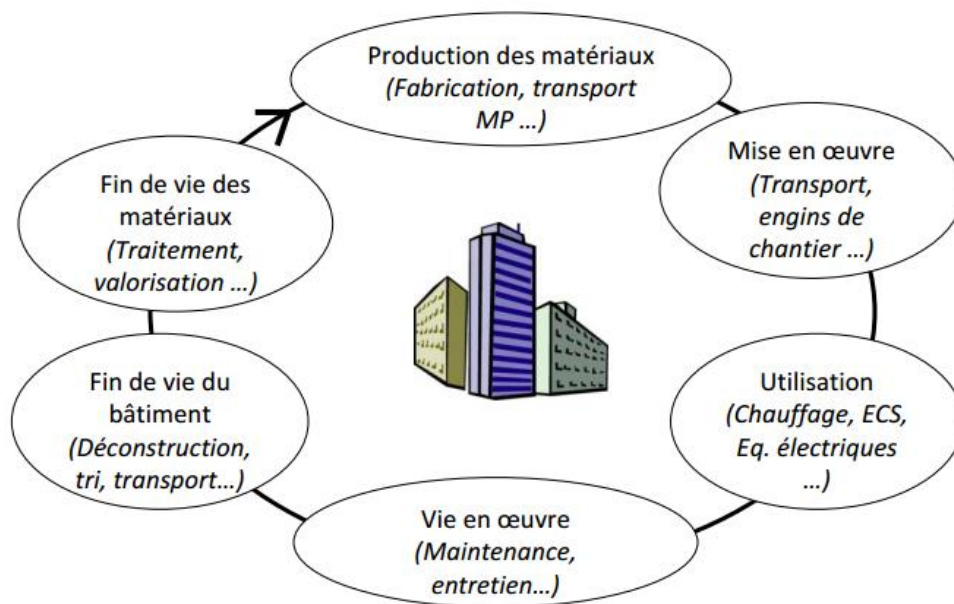 Production des matériaux
(Fabrication, transport
MP …)
Mise en œuvre
(Transport,
engins de
chantier …)
Utilisation
(Chauffage, ECS,
Eq. électriques
…)
Vie en œuvre
(Maintenance,
entretien…)
Fin de vie du
bâtiment
(Déconstruction,
tri, transport…)
Fin de vie des
matériaux
(Traitement,
valorisation …)